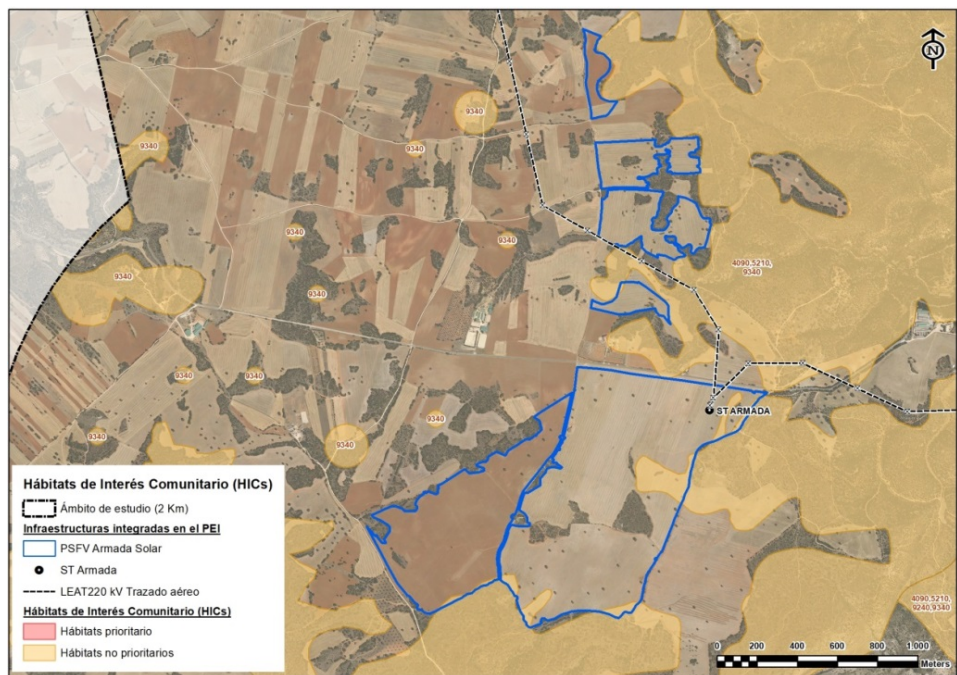 N
9340
9340
9340
9340
9340
4090,5210,
9340
9340
9340
9340
9340
ST ARMADA
9340
9340
9340
4090,5210,
9240,9340
Hábitats de Interés Comunitario (HICs)
Ámbito de estudio (2 Km)
Infraestructuras integradas en el PEI
PSFV Armada Solar
ST Armada
LEAT220 kV Trazado aéreo
Hábitats de Interés Comunitario (HICs)
Hábitats prioritario
Hábitats no prioritarios
0 200 400 600 800 1.000
Meters